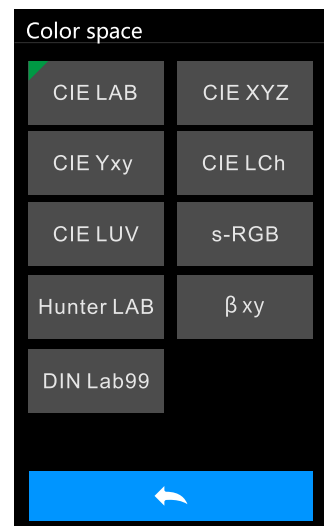 Color space
CIE LAB
CIE XYZ
CIE Yxy
CIE LCh
CIE LUV
s-RGB
Hunter LAB
β xy
DIN Lab99